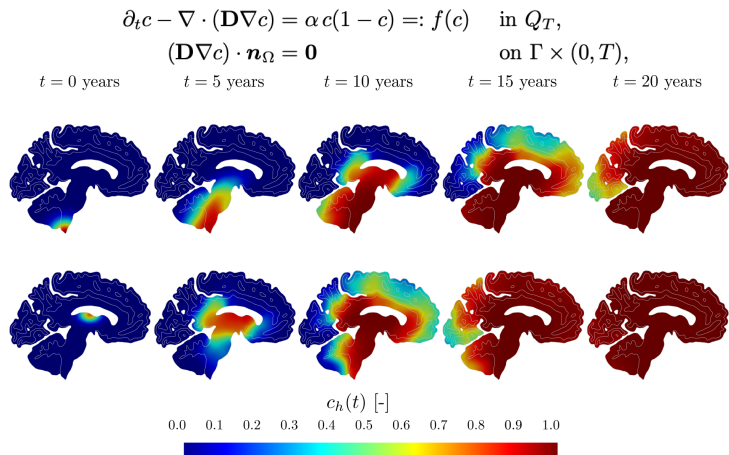 ∂ₜc − ∇ · (𝐃∇c) = α c(1 − c) =: f(c) in Q_T,
(𝐃∇c) · 𝒏_Ω = 𝟎 on Γ × (0, T),
t = 0 years t = 5 years t = 10 years t = 15 years t = 20 years
c_h(t) [-]
0.0 0.1 0.2 0.3 0.4 0.5 0.6 0.7 0.8 0.9 1.0